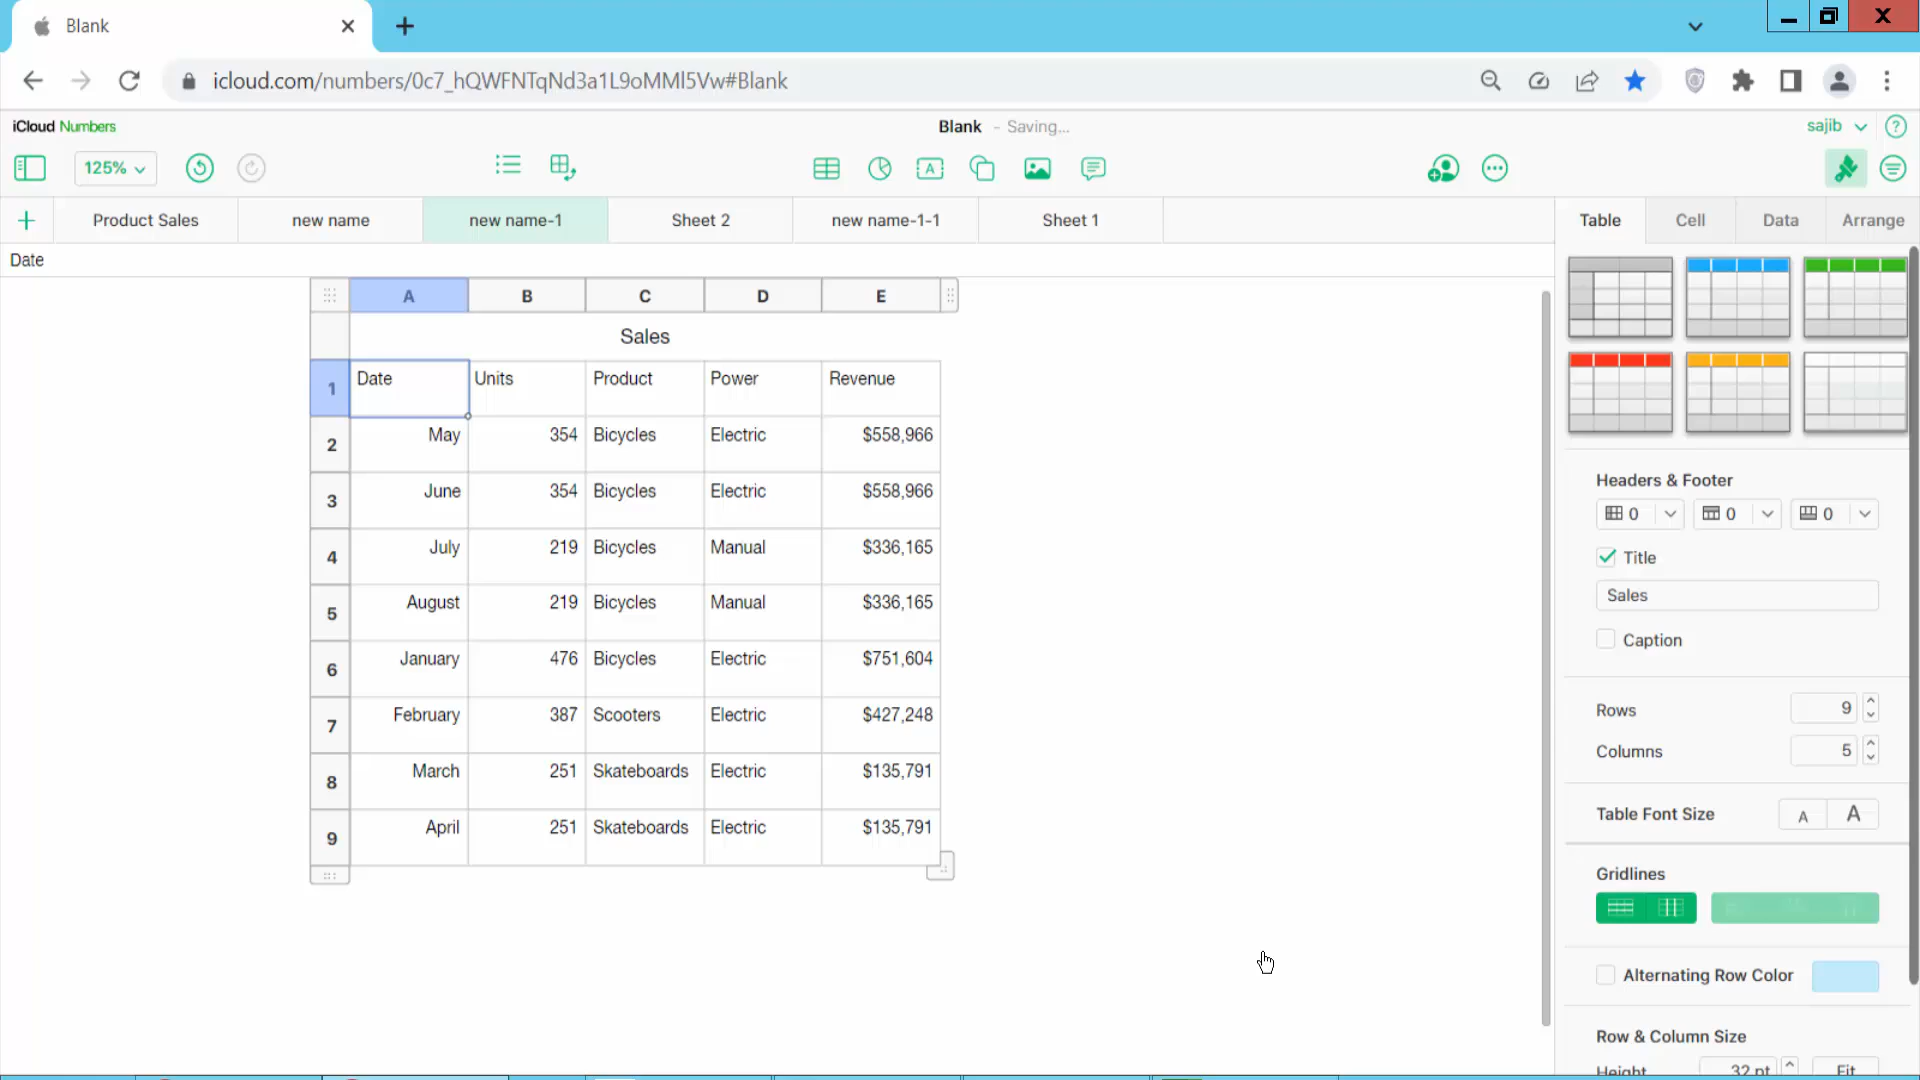 Blank
icloud.com/numbers/0c7_hQWFNTqNd3a1L9oMMl5Vw#Blank
iCloud Numbers
Blank - Saving...
sajib
125%
Product Sales new name new name-1 Sheet 2 new name-1-1 Sheet 1
Table Cell Data Arrange
Date
A B C D E
Sales
1 Date Units Product Power Revenue
2 May 354 Bicycles Electric $558,966
3 June 354 Bicycles Electric $558,966
4 July 219 Bicycles Manual $336,165
5 August 219 Bicycles Manual $336,165
6 January 476 Bicycles Electric $751,604
7 February 387 Scooters Electric $427,248
8 March 251 Skateboards Electric $135,791
9 April 251 Skateboards Electric $135,791
Headers & Footer
0 0 0
Title
Sales
Caption
Rows 9
Columns 5
Table Font Size A A
Gridlines
Alternating Row Color
Row & Column Size
Height 32 pt Fit